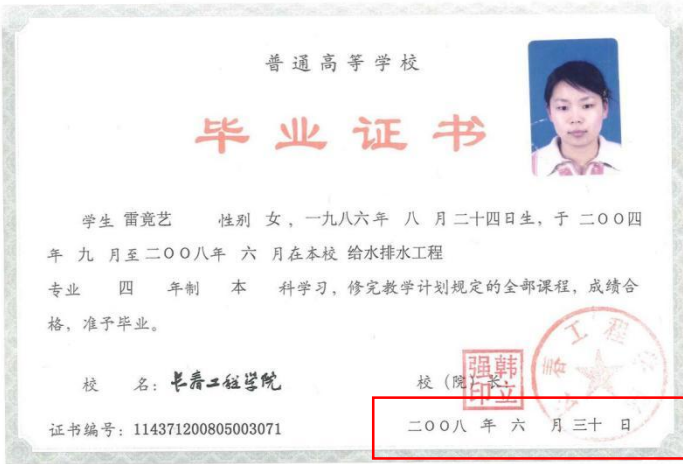 普通高等学校
毕业证书
学生 雷竟艺 性别 女，一九八六年 八 月二十四日生，于 二〇〇四
年 九 月至二〇〇八年 六 月在本校 给水排水工程
专业 四 年制 本 科学习，修完教学计划规定的全部课程，成绩合
格，准予毕业。
校 名：长春工程学院
校（院）长：
强韩
印立
春工程学
证书编号：114371200805003071
二〇〇八 年 六 月 三十 日